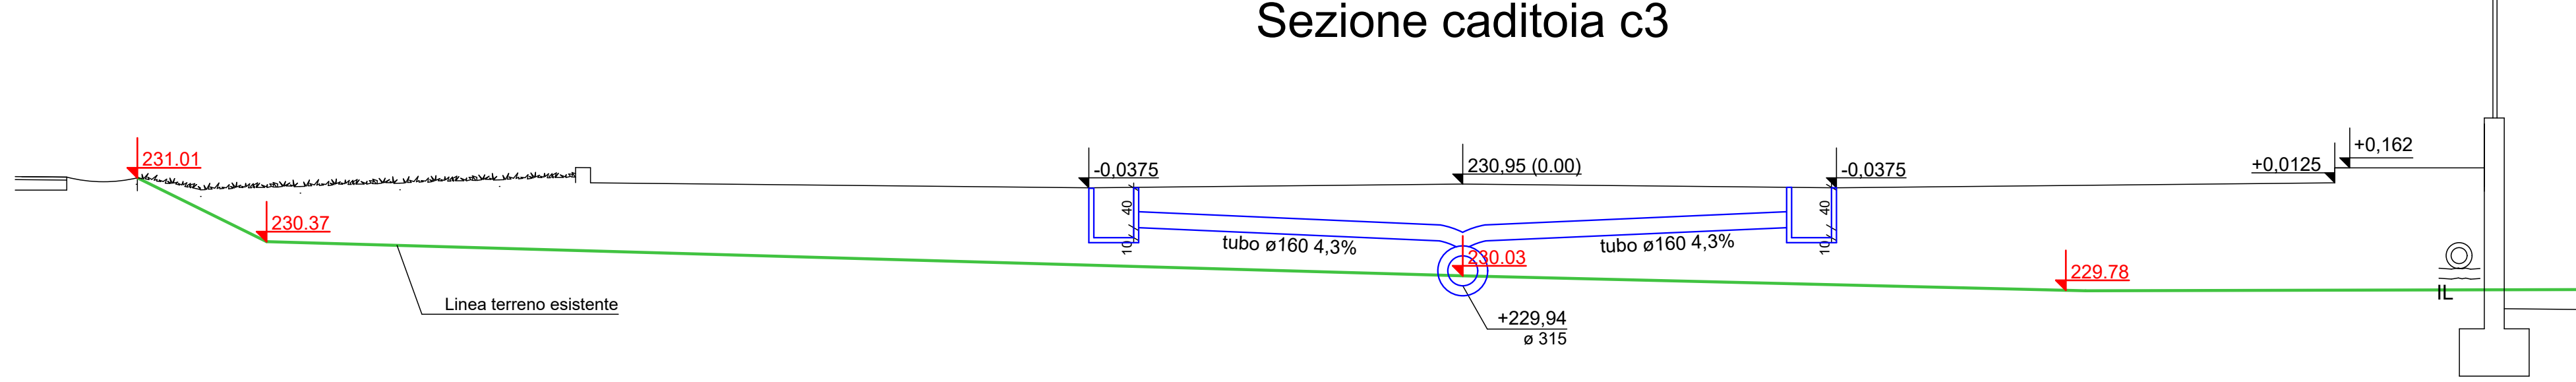 Sezione caditoia c3
231.01
230.37
Linea terreno esistente
-0,0375
40
10
tubo ø160 4,3%
230,95 (0.00)
230.03
+229,94
ø 315
tubo ø160 4,3%
-0,0375
40
10
229.78
+0,0125
+0,162
IL